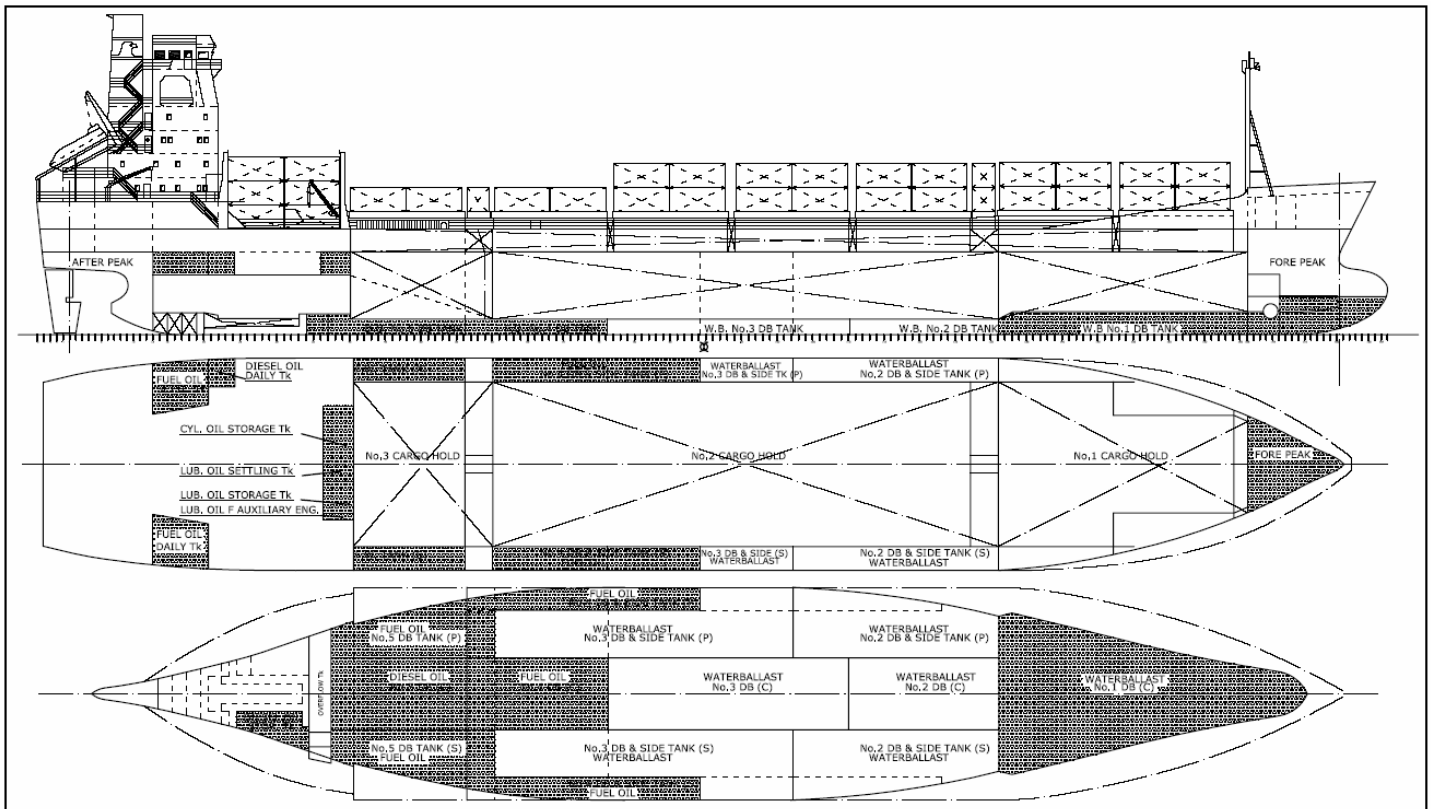 AFTER PEAK
FORE PEAK
W.B. No.3 DB TANK
W.B. No.2 DB TANK
W.B No.1 DB TANK
FUEL OIL
DIESEL OIL
DAILY Tk
WATERBALLAST
No.3 DB & SIDE TK (P)
WATERBALLAST
No.2 DB & SIDE TANK (P)
CYL. OIL STORAGE Tk
LUB. OIL SETTLING Tk
LUB. OIL STORAGE Tk
LUB. OIL F AUXILIARY ENG.
No.3 CARGO HOLD
No.2 CARGO HOLD
No.1 CARGO HOLD
FORE PEAK
FUEL OIL
DAILY Tk
No.3 DB & SIDE (S)
WATERBALLAST
No.2 DB & SIDE TANK (S)
WATERBALLAST
FUEL OIL
FUEL OIL
No.5 DB TANK (P)
WATERBALLAST
No.3 DB & SIDE TANK (P)
WATERBALLAST
No.2 DB & SIDE TANK (P)
OVERFLOW Tk
DIESEL OIL
FUEL OIL
WATERBALLAST
No.3 DB (C)
WATERBALLAST
No.2 DB (C)
WATERBALLAST
No.1 DB (C)
No.5 DB TANK (S)
FUEL OIL
No.3 DB & SIDE TANK (S)
WATERBALLAST
No.2 DB & SIDE TANK (S)
WATERBALLAST
FUEL OIL